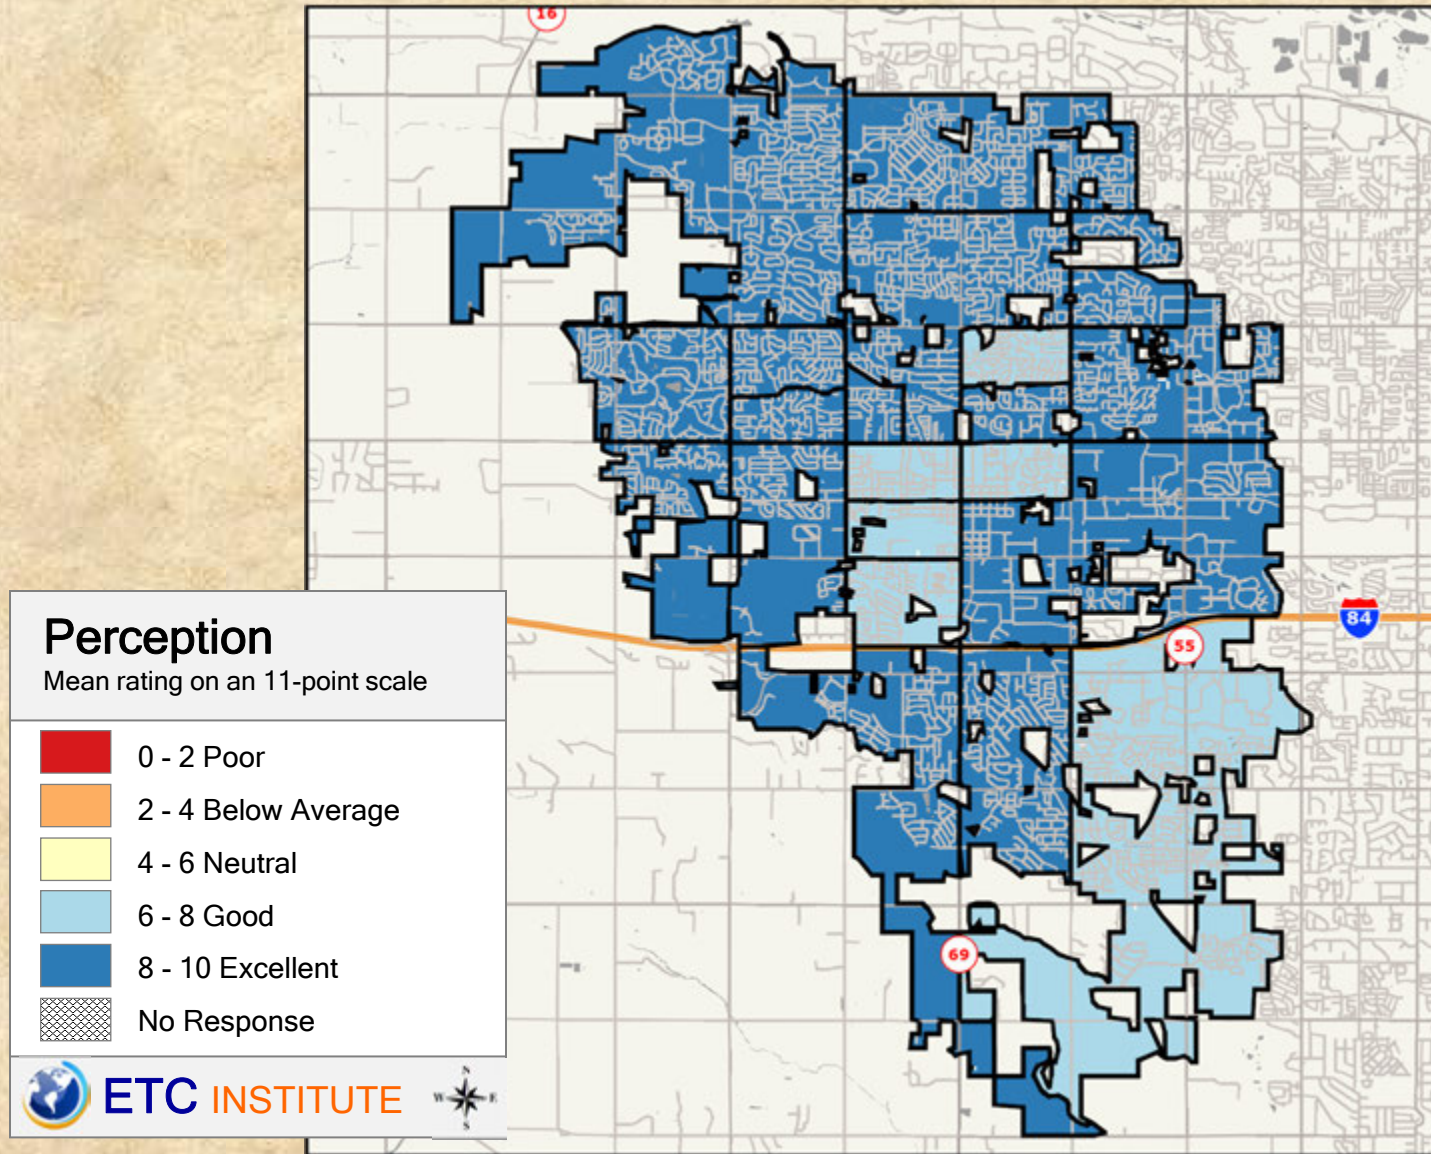 16
84
55
69
Perception
Mean rating on an 11-point scale
0 - 2 Poor
2 - 4 Below Average
4 - 6 Neutral
6 - 8 Good
8 - 10 Excellent
No Response
ETC INSTITUTE
N
W E
S